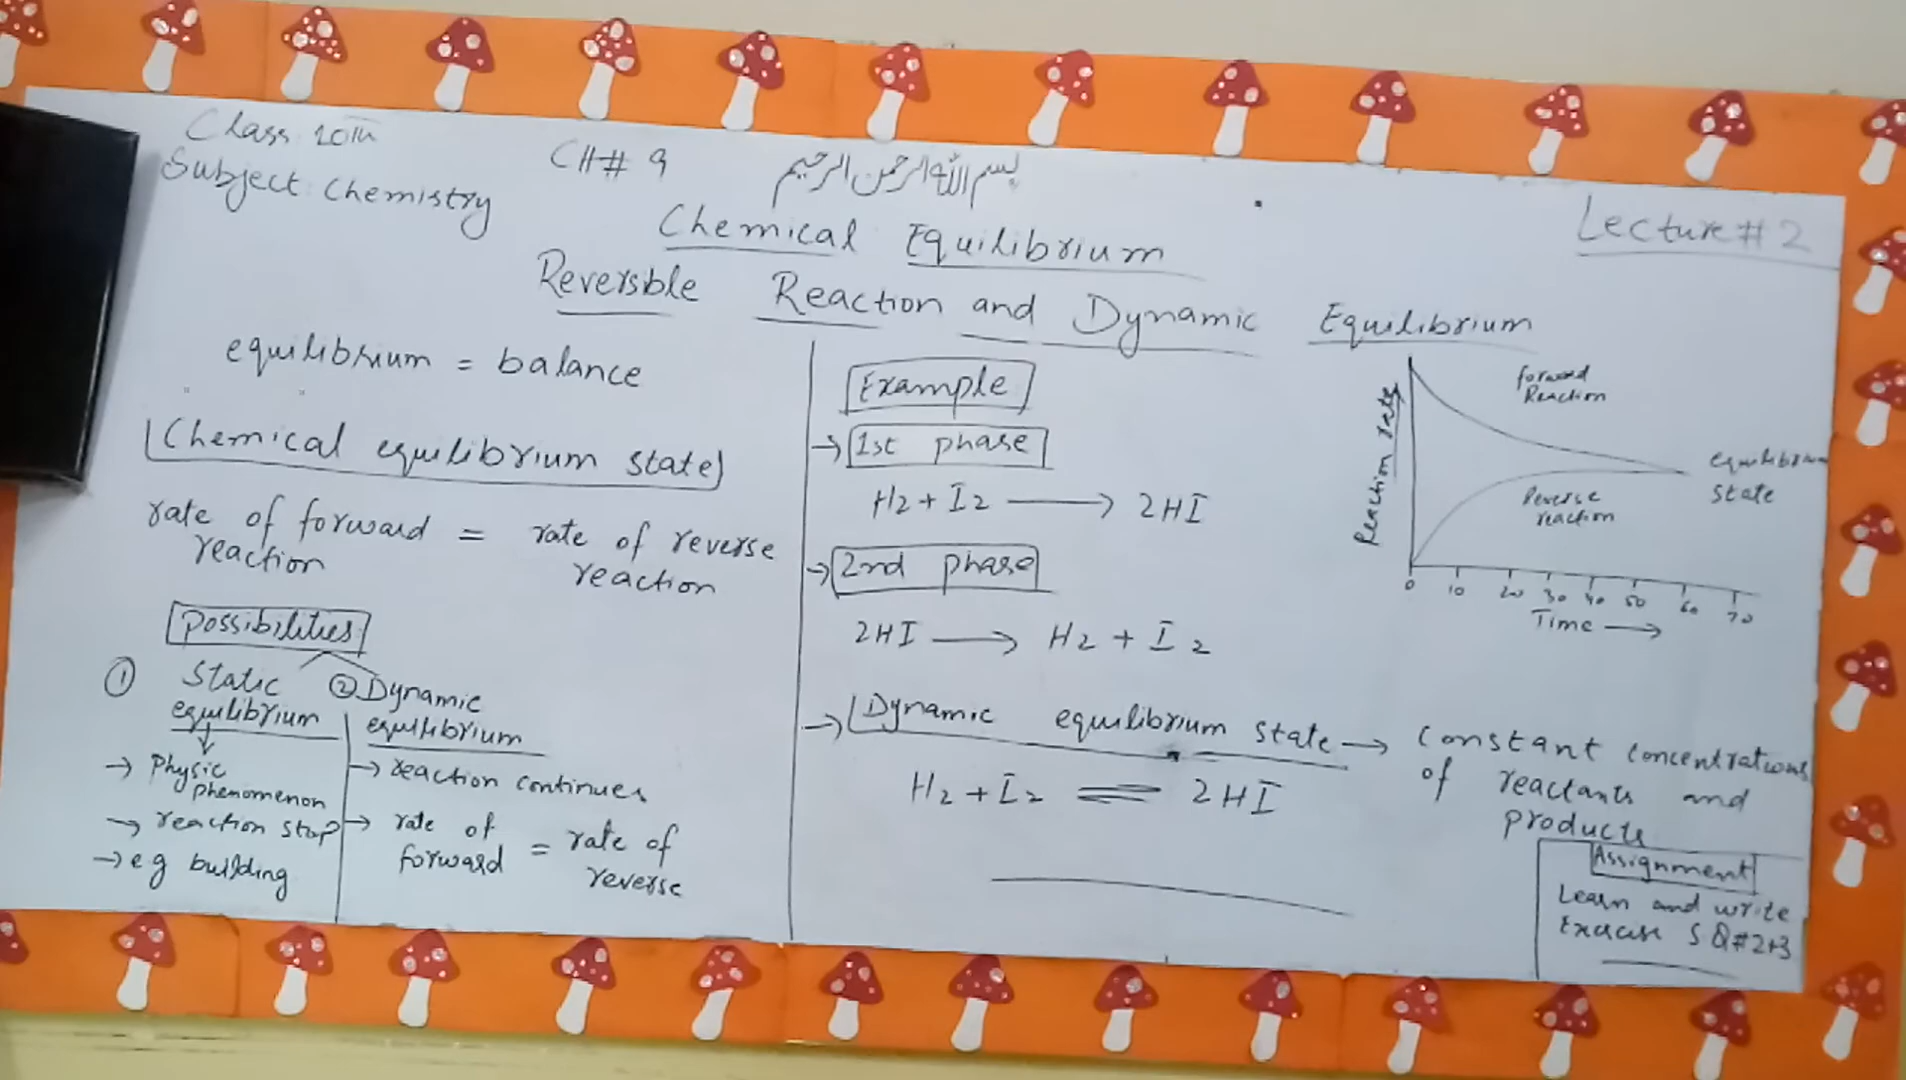 Class 10th
Subject: Chemistry
CH# 9
بسم الله الرحمن الرحيم
Lecture # 2
Chemical Equilibrium
Reversible Reaction and Dynamic Equilibrium
equilibrium = balance
Chemical equilibrium state
rate of forward = rate of reverse
reaction reaction
Possibilities
① Static
equilibrium
→ Physic
phenomenon
→ reaction stop
→ eg building
② Dynamic
equilibrium
→ reaction continues
→ rate of
forward = rate of
reverse
Example
→ 1st phase
H2 + I2 → 2HI
→ 2nd phase
2HI → H2 + I2
→ Dynamic equilibrium state → Constant concentrations
of reactants and
products
H2 + I2 ⇌ 2HI
Reaction rate
forward
Reaction
equilibrium
state
Reverse
reaction
0 10 20 30 40 50 60 70
Time →
Assignment
Learn and write
Exercise S Q#2+3